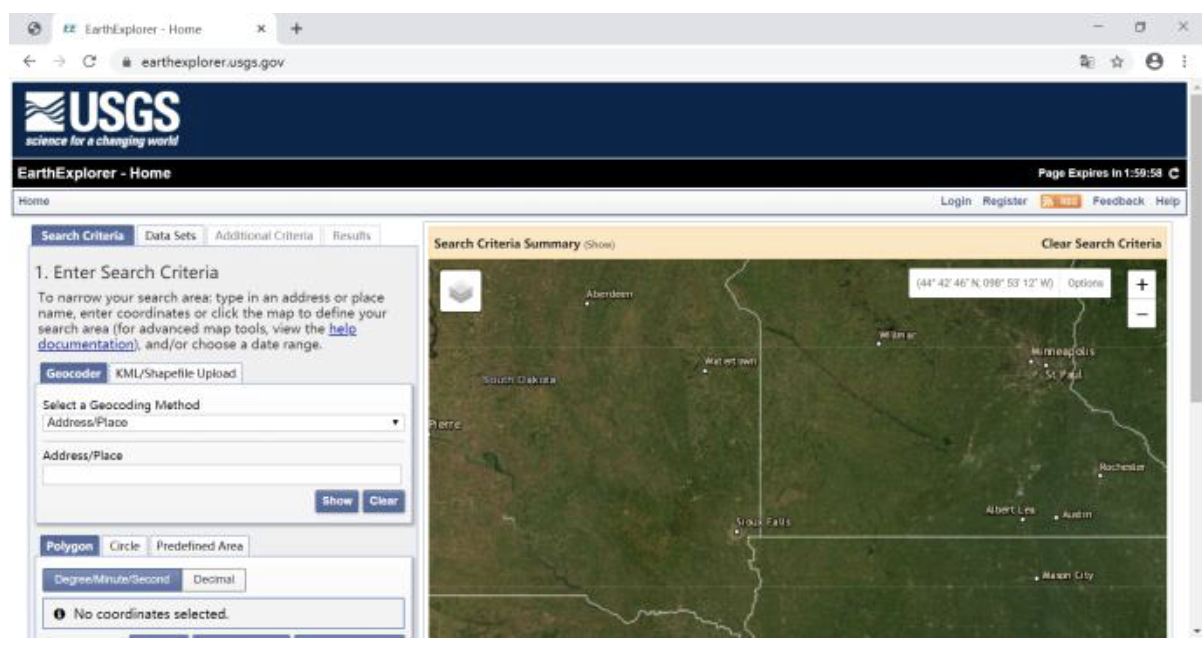 EE EarthExplorer - Home
earthexplorer.usgs.gov
USGS
science for a changing world
EarthExplorer - Home
Page Expires In 1:59:58
Home
Login Register RSS Feedback Help
Search Criteria Data Sets Additional Criteria Results
1. Enter Search Criteria
To narrow your search area: type in an address or place
name, enter coordinates or click the map to define your
search area (for advanced map tools, view the help
documentation), and/or choose a date range.
Geocoder KML/Shapefile Upload
Select a Geocoding Method
Address/Place
Address/Place
Show Clear
Polygon Circle Predefined Area
Degree/Minute/Second Decimal
No coordinates selected.
Search Criteria Summary (Show)
Clear Search Criteria
(44° 42' 46" N, 098° 53' 12" W) Options
+
−
Aberdeen
Willmar
Minneapolis
Watertown
St Paul
South Dakota
Pierre
Rochester
Albert Lea
Austin
Sioux Falls
Mason City